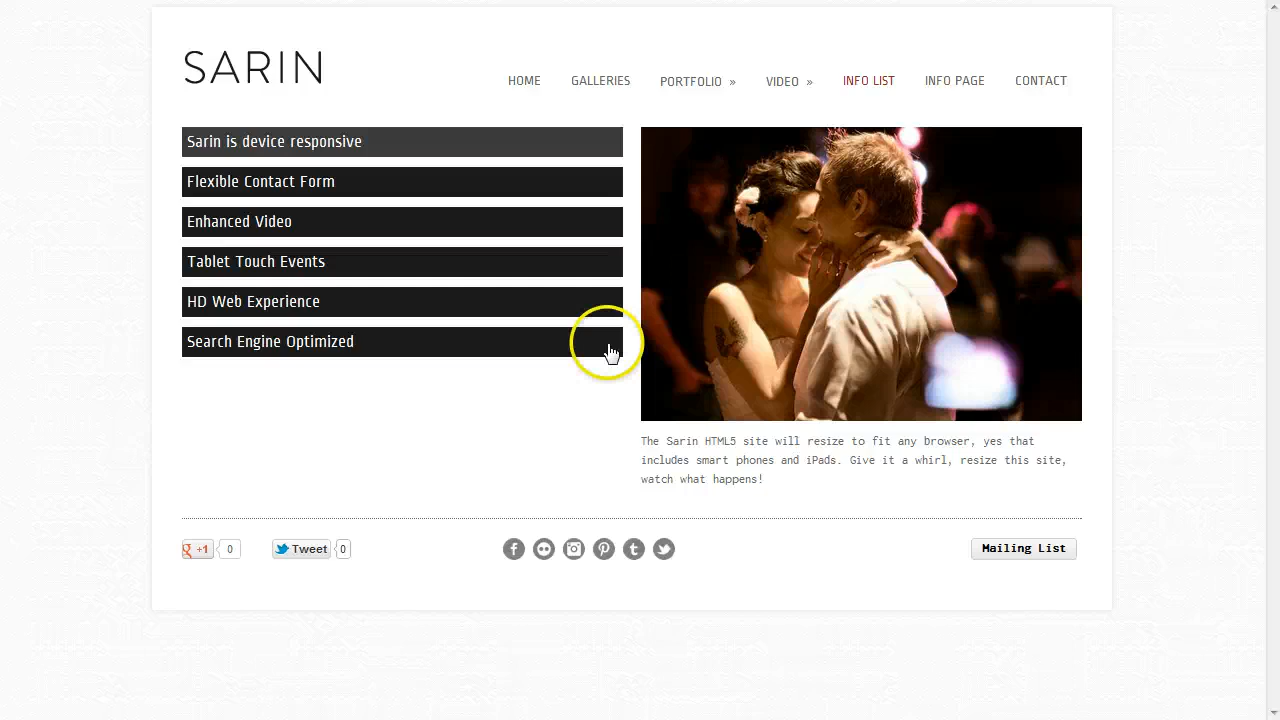 SARIN
HOME GALLERIES PORTFOLIO » VIDEO » INFO LIST INFO PAGE CONTACT
Sarin is device responsive
Flexible Contact Form
Enhanced Video
Tablet Touch Events
HD Web Experience
Search Engine Optimized
The Sarin HTML5 site will resize to fit any browser, yes that
includes smart phones and iPads. Give it a whirl, resize this site,
watch what happens!
g +1 0 Tweet 0 f p t Mailing List